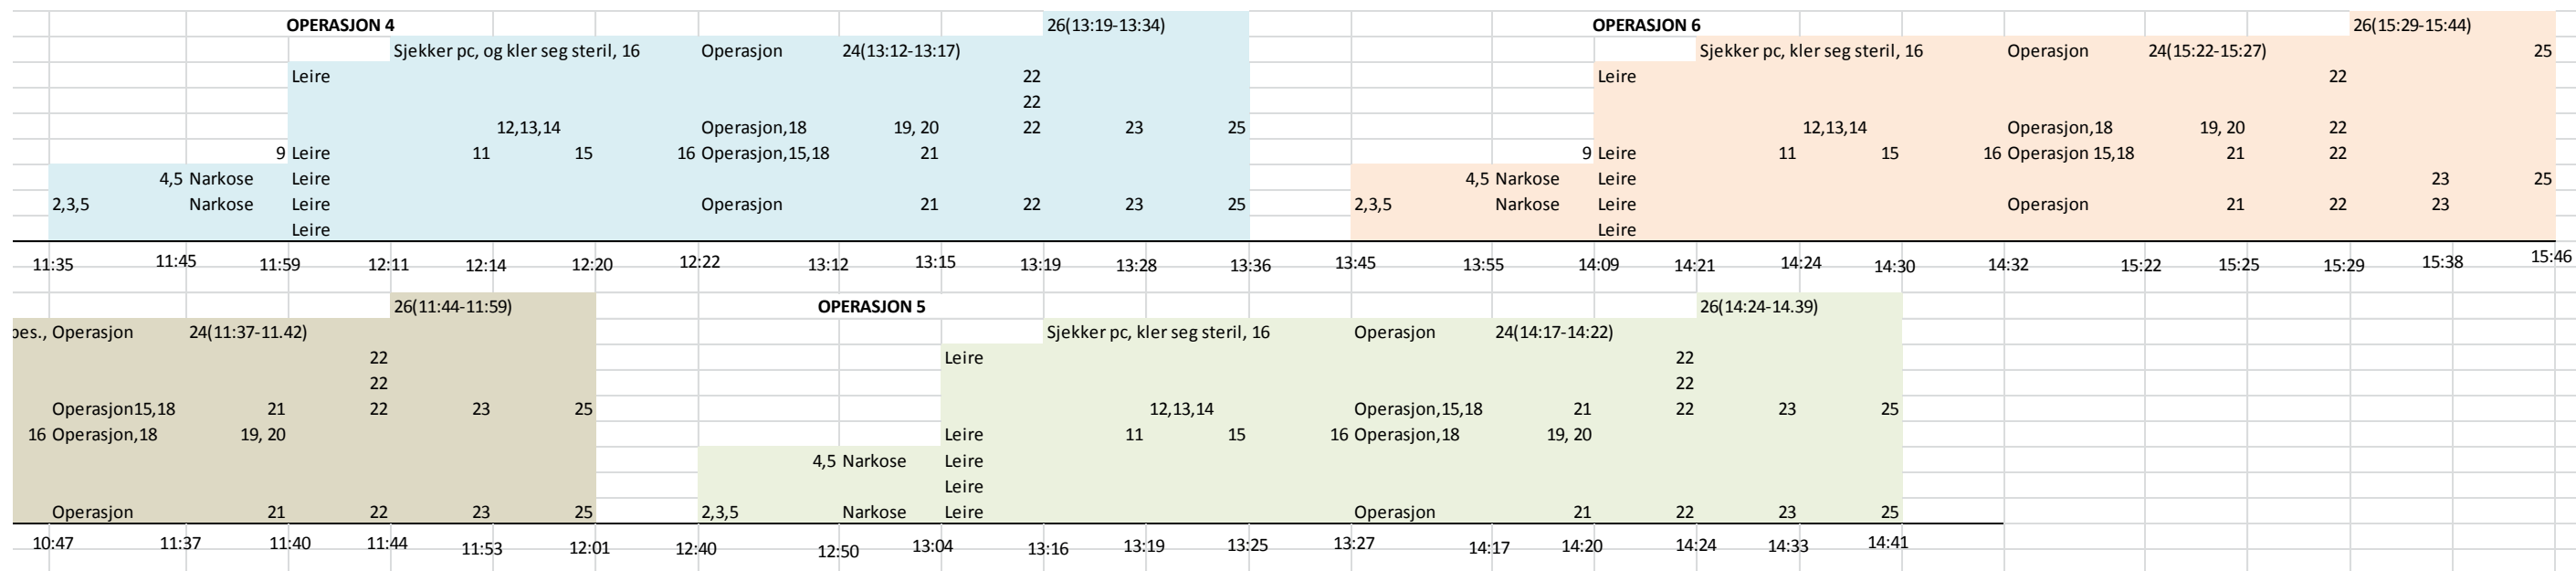 OPERASJON 4 26(13:19-13:34) OPERASJON 6 26(15:29-15:44)
Sjekker pc, og kler seg steril, 16 Operasjon 24(13:12-13:17) Sjekker pc, kler seg steril, 16 Operasjon 24(15:22-15:27) 25
Leire 22 Leire 22
22
12,13,14 Operasjon,18 19, 20 22 23 25 12,13,14 Operasjon,18 19, 20 22
9 Leire 11 15 16 Operasjon,15,18 21 9 Leire 11 15 16 Operasjon 15,18 21 22
4,5 Narkose Leire 4,5 Narkose Leire 23 25
2,3,5 Narkose Leire Operasjon 21 22 23 25 2,3,5 Narkose Leire Operasjon 21 22 23
Leire Leire
11:35 11:45 11:59 12:11 12:14 12:20 12:22 13:12 13:15 13:19 13:28 13:36 13:45 13:55 14:09 14:21 14:24 14:30 14:32 15:22 15:25 15:29 15:38 15:46
26(11:44-11:59) OPERASJON 5 26(14:24-14.39)
es., Operasjon 24(11:37-11.42) Sjekker pc, kler seg steril, 16 Operasjon 24(14:17-14:22)
22 Leire 22
22 22
Operasjon15,18 21 22 23 25 12,13,14 Operasjon,15,18 21 22 23 25
16 Operasjon,18 19, 20 Leire 11 15 16 Operasjon,18 19, 20
4,5 Narkose Leire
Leire
Operasjon 21 22 23 25 2,3,5 Narkose Leire Operasjon 21 22 23 25
10:47 11:37 11:40 11:44 11:53 12:01 12:40 12:50 13:04 13:16 13:19 13:25 13:27 14:17 14:20 14:24 14:33 14:41